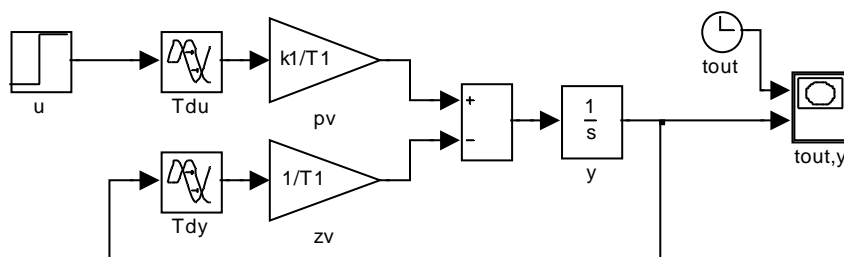 u
Tdu
k1/T1
pv
+
−
1
s
y
tout
tout,y
Tdy
1/T1
zv